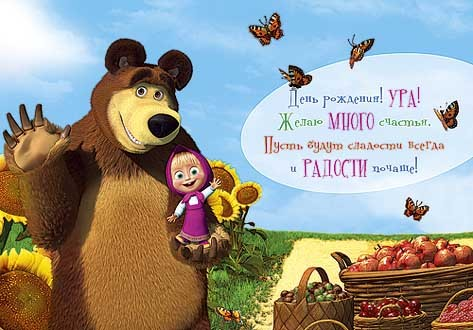 День рождения! УРА!
Желаю МНОГО счастья.
Пусть будут сладости всегда
и РАДОСТИ почаще!